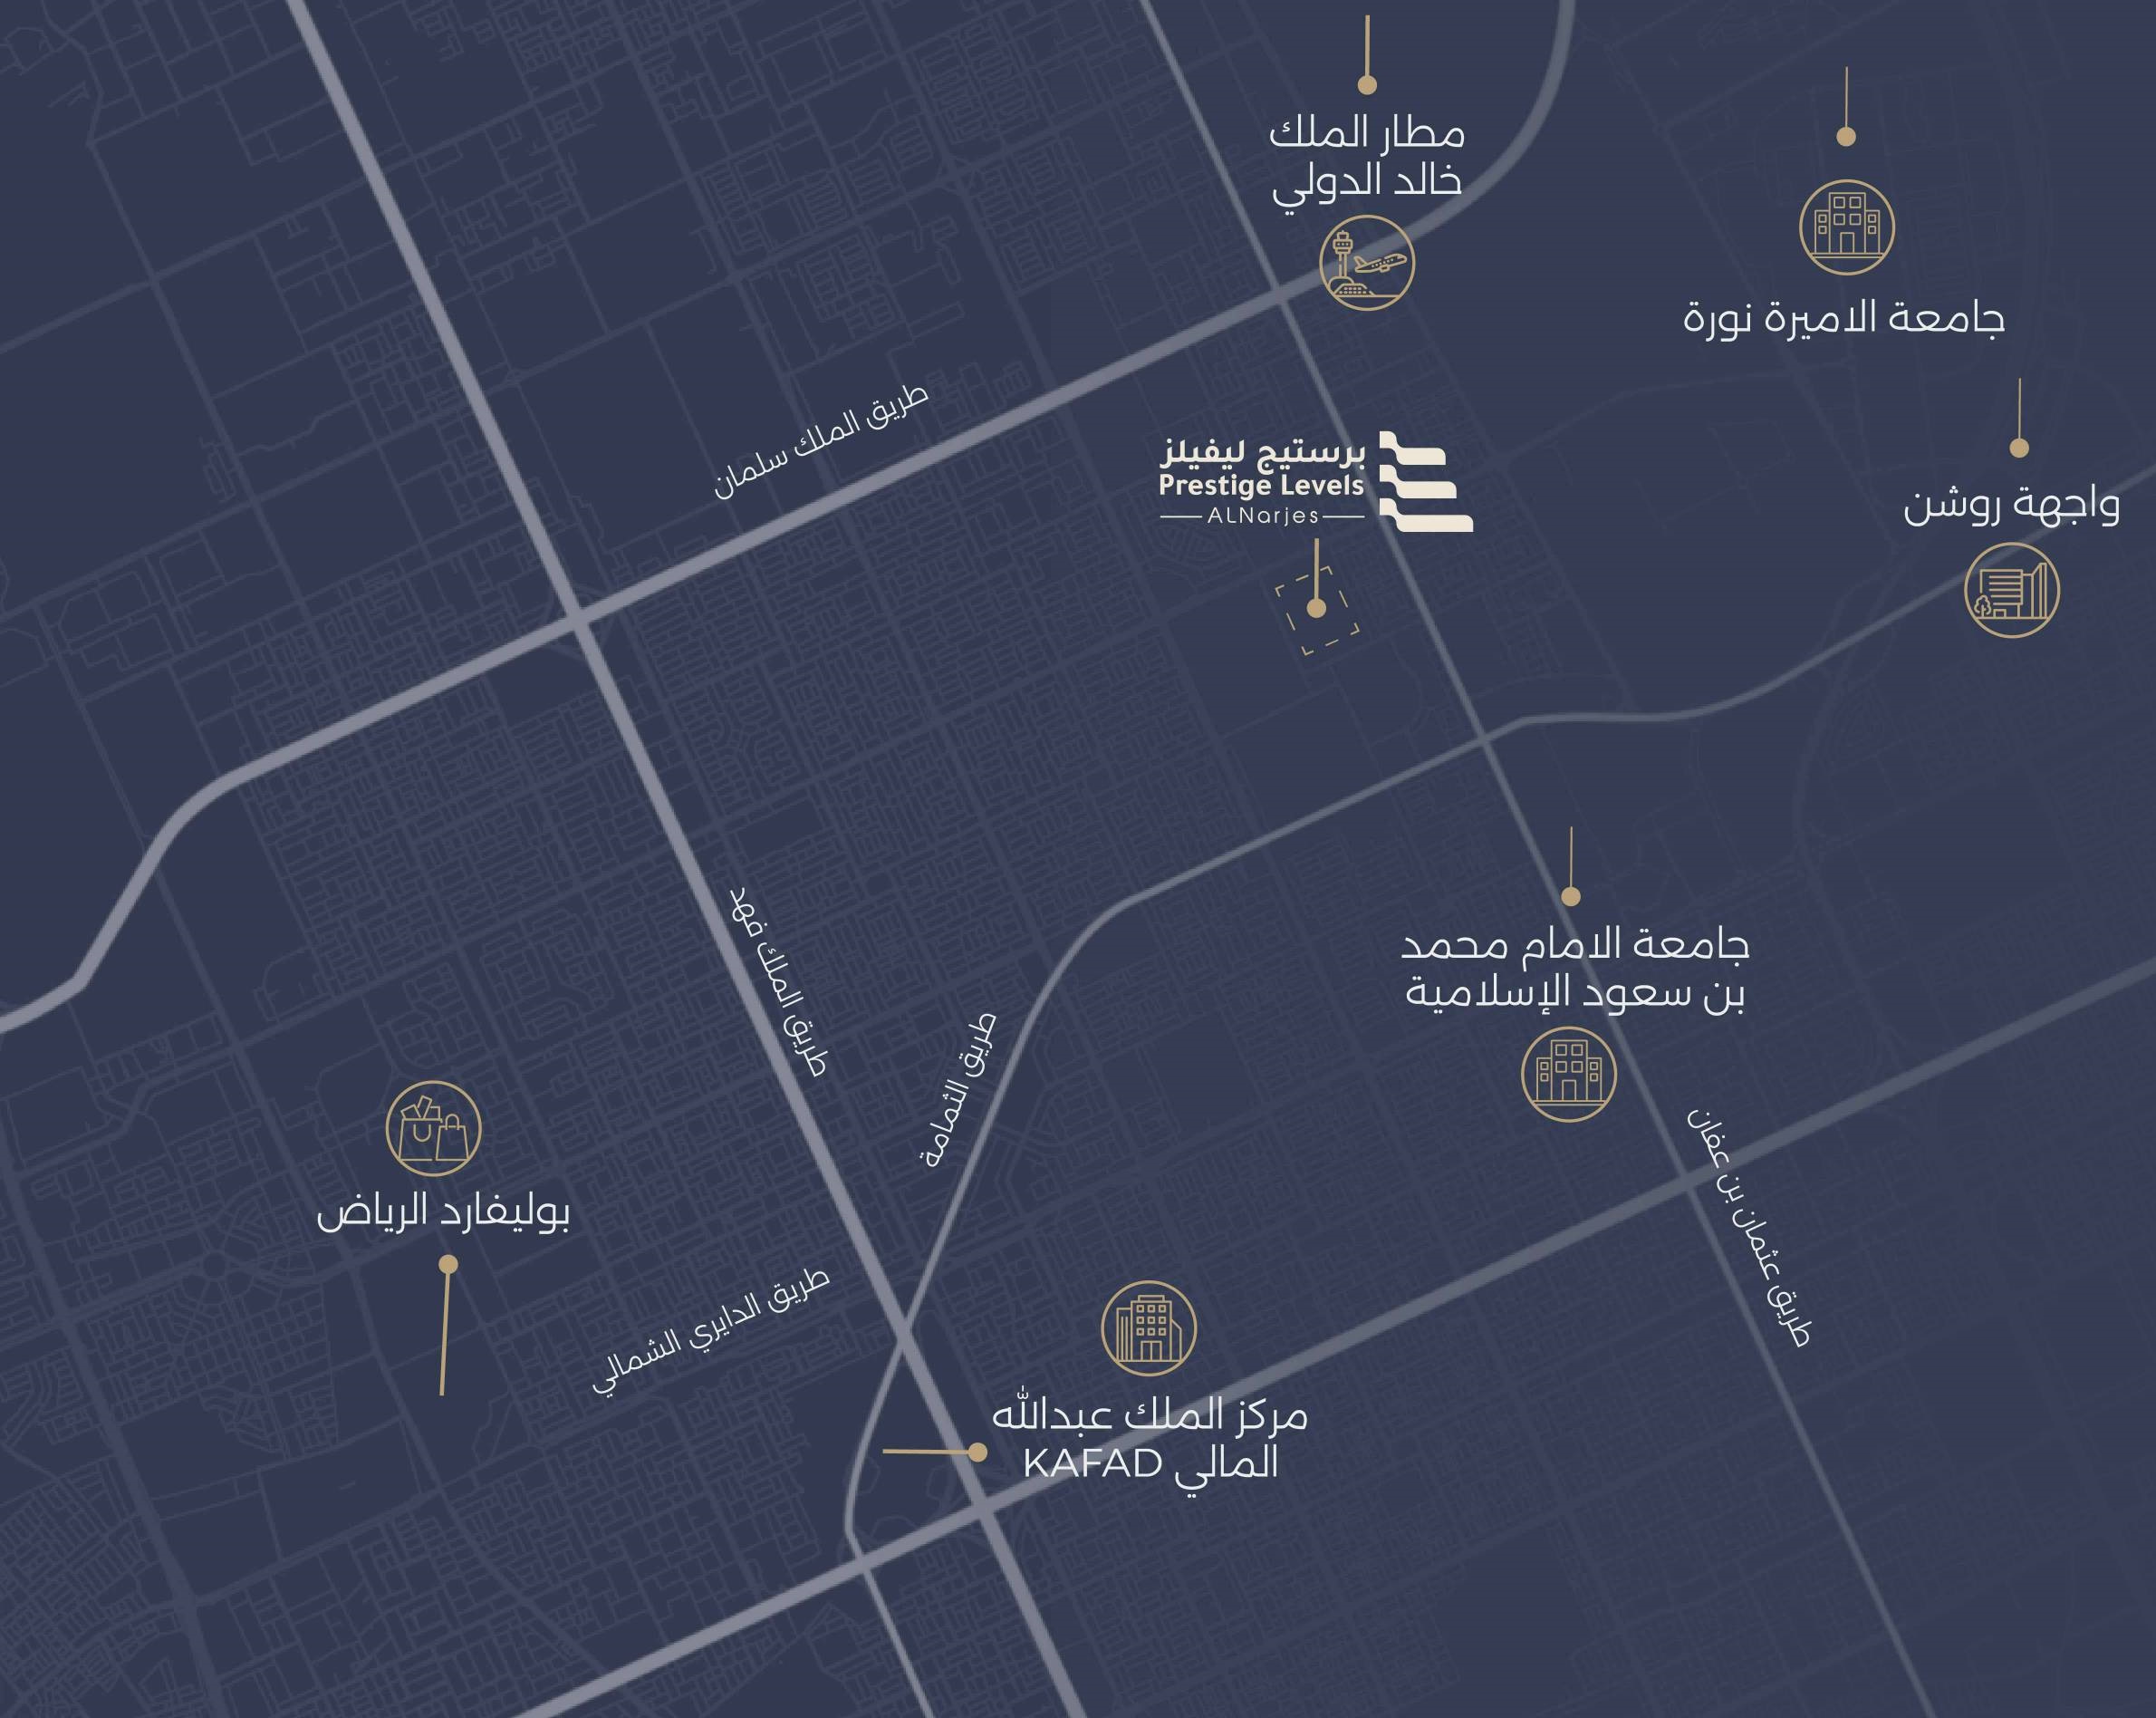 مطار الملك
خالد الدولي
جامعة الاميرة نورة
طريق الملك سلمان
برستيج ليفيلز
Prestige Levels
ALNarjes
واجهة روشن
طريق الملك فهد
جامعة الامام محمد
بن سعود الإسلامية
طريق الثمامة
بوليفارد الرياض
طريق عثمان بن عفان
طريق الدايري الشمالي
مركز الملك عبدالله
المالي KAFAD